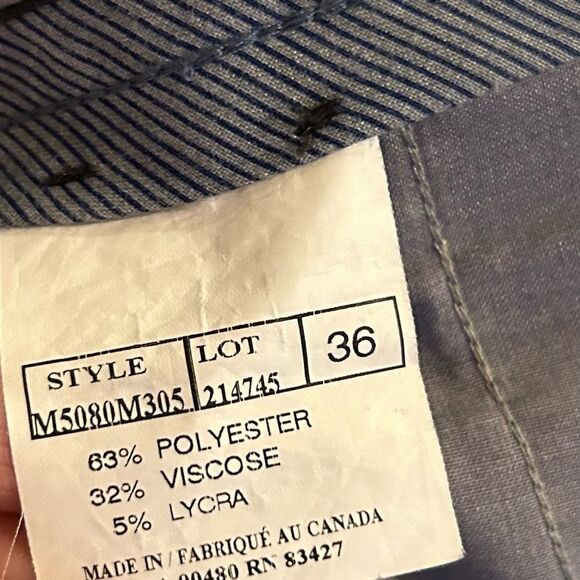 STYLE LOT 36
M5080M305 214745
63% POLYESTER
32% VISCOSE
5% LYCRA
MADE IN / FABRIQUÉ AU CANADA
00480 RN 83427